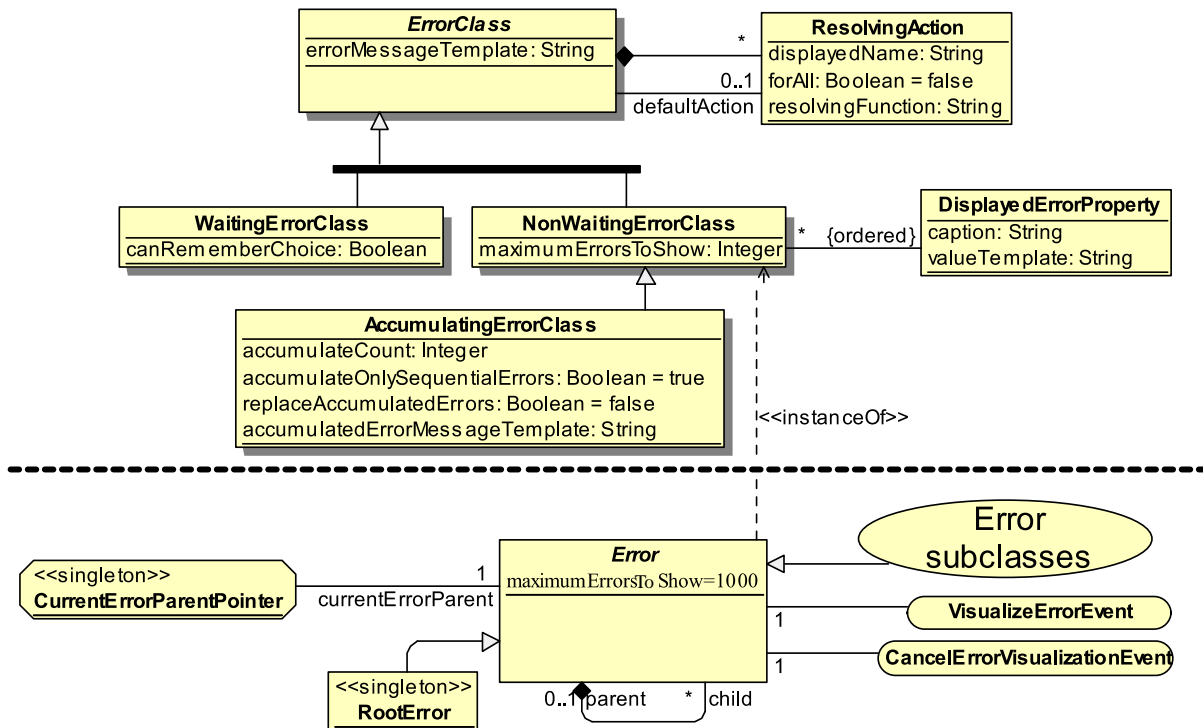 ErrorClass
errorMessageTemplate: String
*
0..1
defaultAction
ResolvingAction
displayedName: String
forAll: Boolean = false
resolvingFunction: String
WaitingErrorClass
canRememberChoice: Boolean
NonWaitingErrorClass
maximumErrorsToShow: Integer
*
{ordered}
DisplayedErrorProperty
caption: String
valueTemplate: String
AccumulatingErrorClass
accumulateCount: Integer
accumulateOnlySequentialErrors: Boolean = true
replaceAccumulatedErrors: Boolean = false
accumulatedErrorMessageTemplate: String
<<instanceOf>>
Error
subclasses
<<singleton>>
CurrentErrorParentPointer
1
currentErrorParent
Error
maximumErrorsTo Show=1000
1
VisualizeErrorEvent
1
CancelErrorVisualizationEvent
<<singleton>>
RootError
0..1 parent
* child